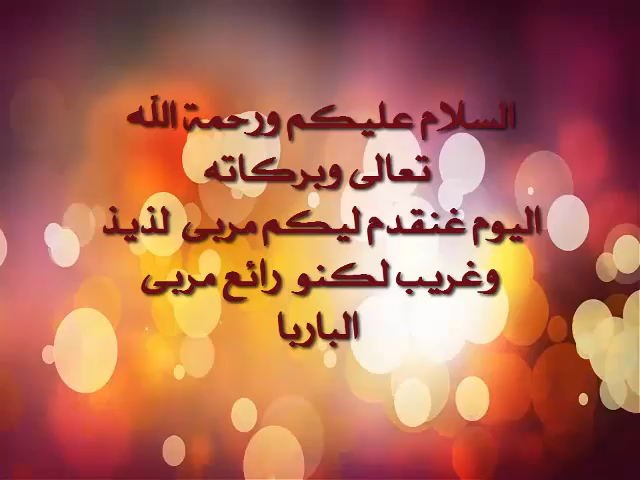 السلام عليكم ورحمة الله
تعالى وبركاته
اليوم غنقدم ليكم مربى لذيذ
وغريب لكنو رائع مربى
الباربا